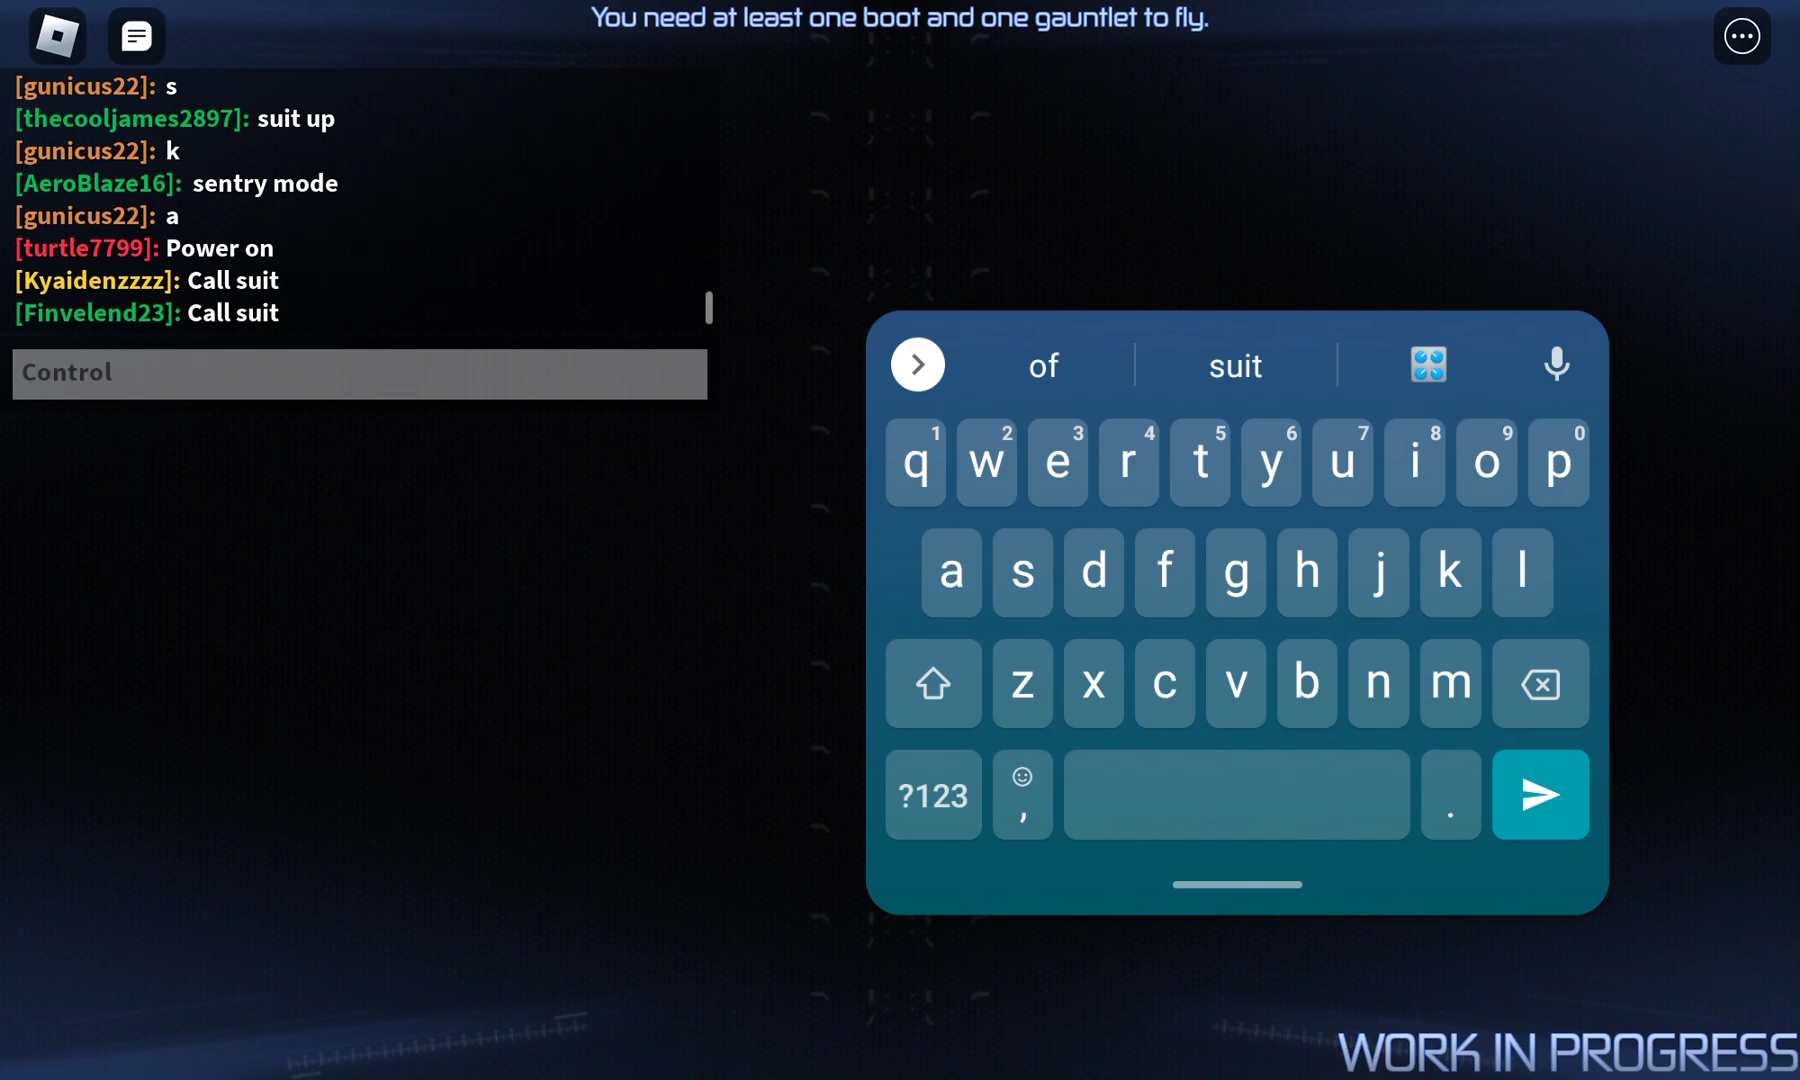 You need at least one boot and one gauntlet to fly.
[gunicus22]: s
[thecooljames2897]: suit up
[gunicus22]: k
[AeroBlaze16]: sentry mode
[gunicus22]: a
[turtle7799]: Power on
[Kyaidenzzzz]: Call suit
[Finvelend23]: Call suit
Control
of suit
1 2 3 4 5 6 7 8 9 0
q w e r t y u i o p
a s d f g h j k l
z x c v b n m
?123 , .
WORK IN PROGRESS